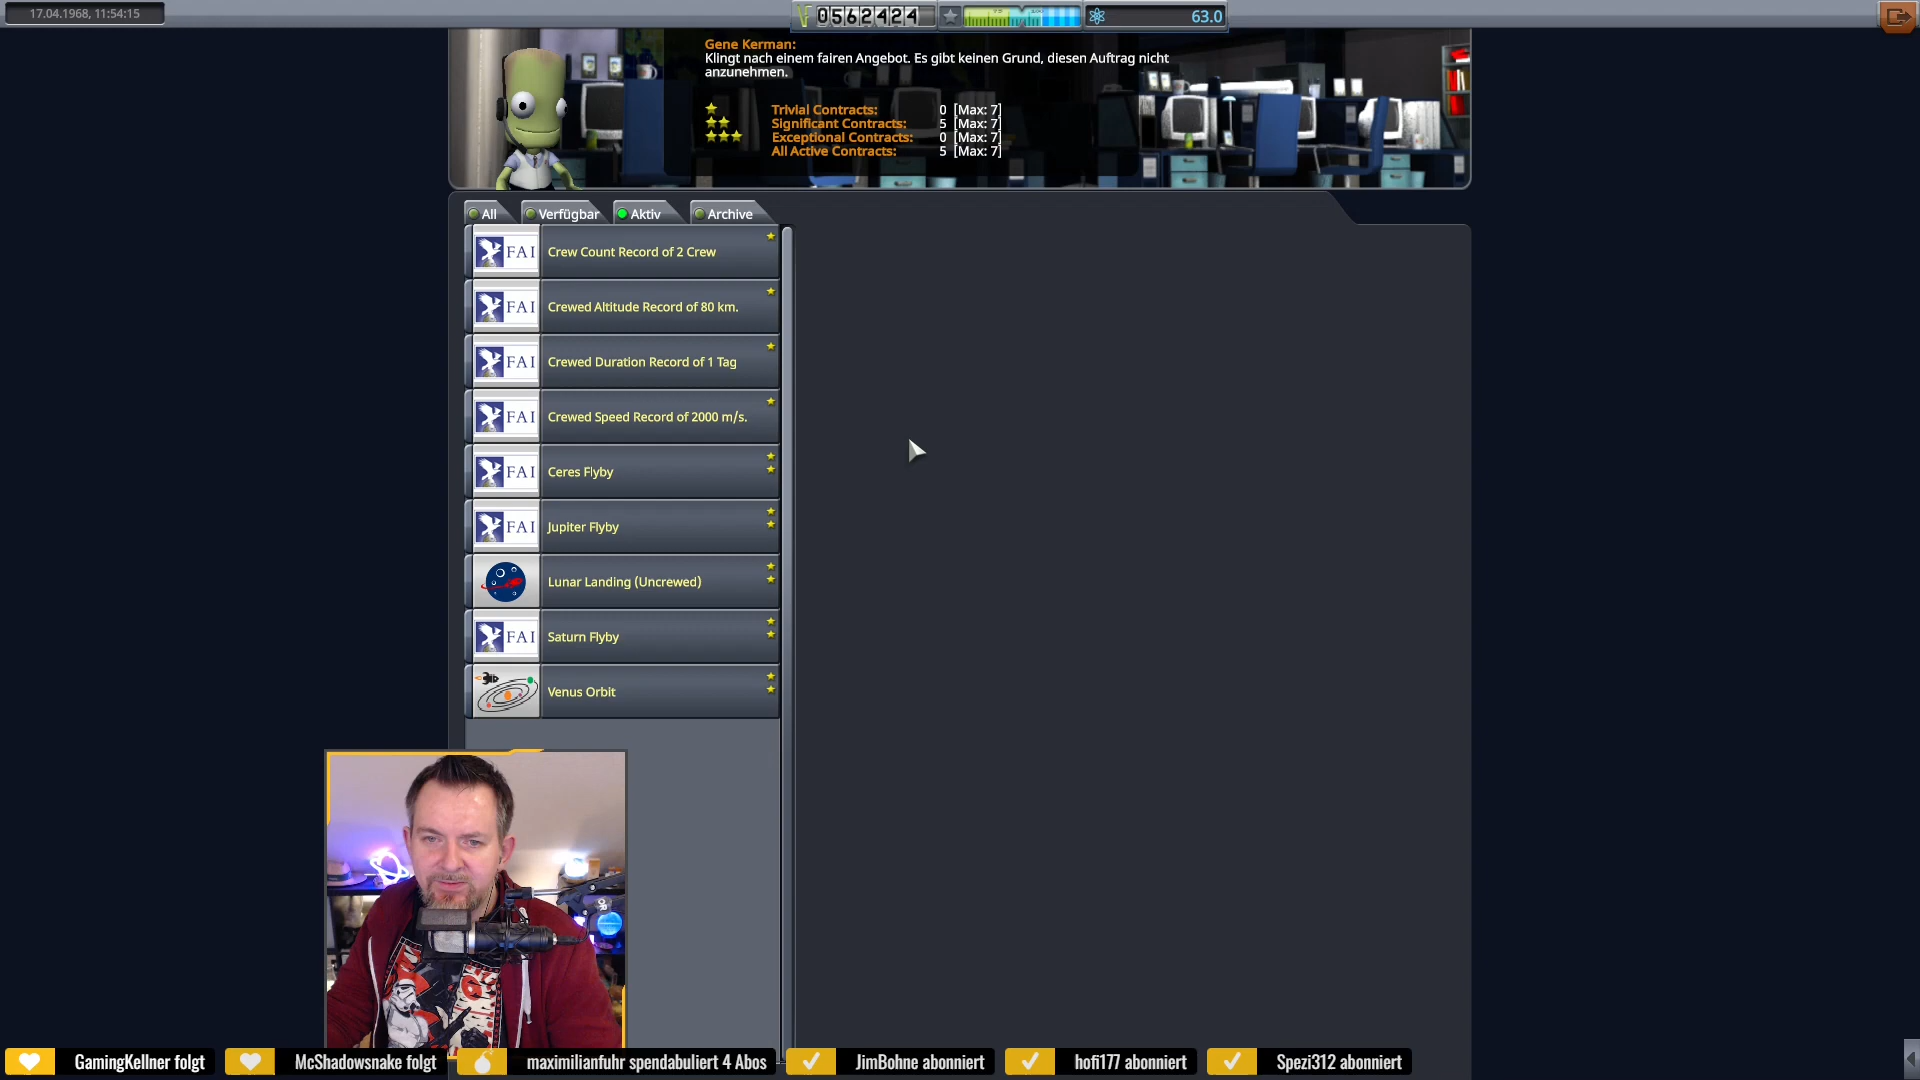 17.04.1968, 11:54:15
0562424
63.0
Gene Kerman:
Klingt nach einem fairen Angebot. Es gibt keinen Grund, diesen Auftrag nicht
anzunehmen.
Trivial Contracts: 0 [Max: 7]
Significant Contracts: 5 [Max: 7]
Exceptional Contracts: 0 [Max: 7]
All Active Contracts: 5 [Max: 7]
All
Verfügbar
Aktiv
Archive
FAI Crew Count Record of 2 Crew
FAI Crewed Altitude Record of 80 km.
FAI Crewed Duration Record of 1 Tag
FAI Crewed Speed Record of 2000 m/s.
FAI Ceres Flyby
FAI Jupiter Flyby
Lunar Landing (Uncrewed)
FAI Saturn Flyby
Venus Orbit
GamingKellner folgt
McShadowsnake folgt
maximilianfuhr spendabuliert 4 Abos
JimBohne abonniert
hofi177 abonniert
Spezi312 abonniert